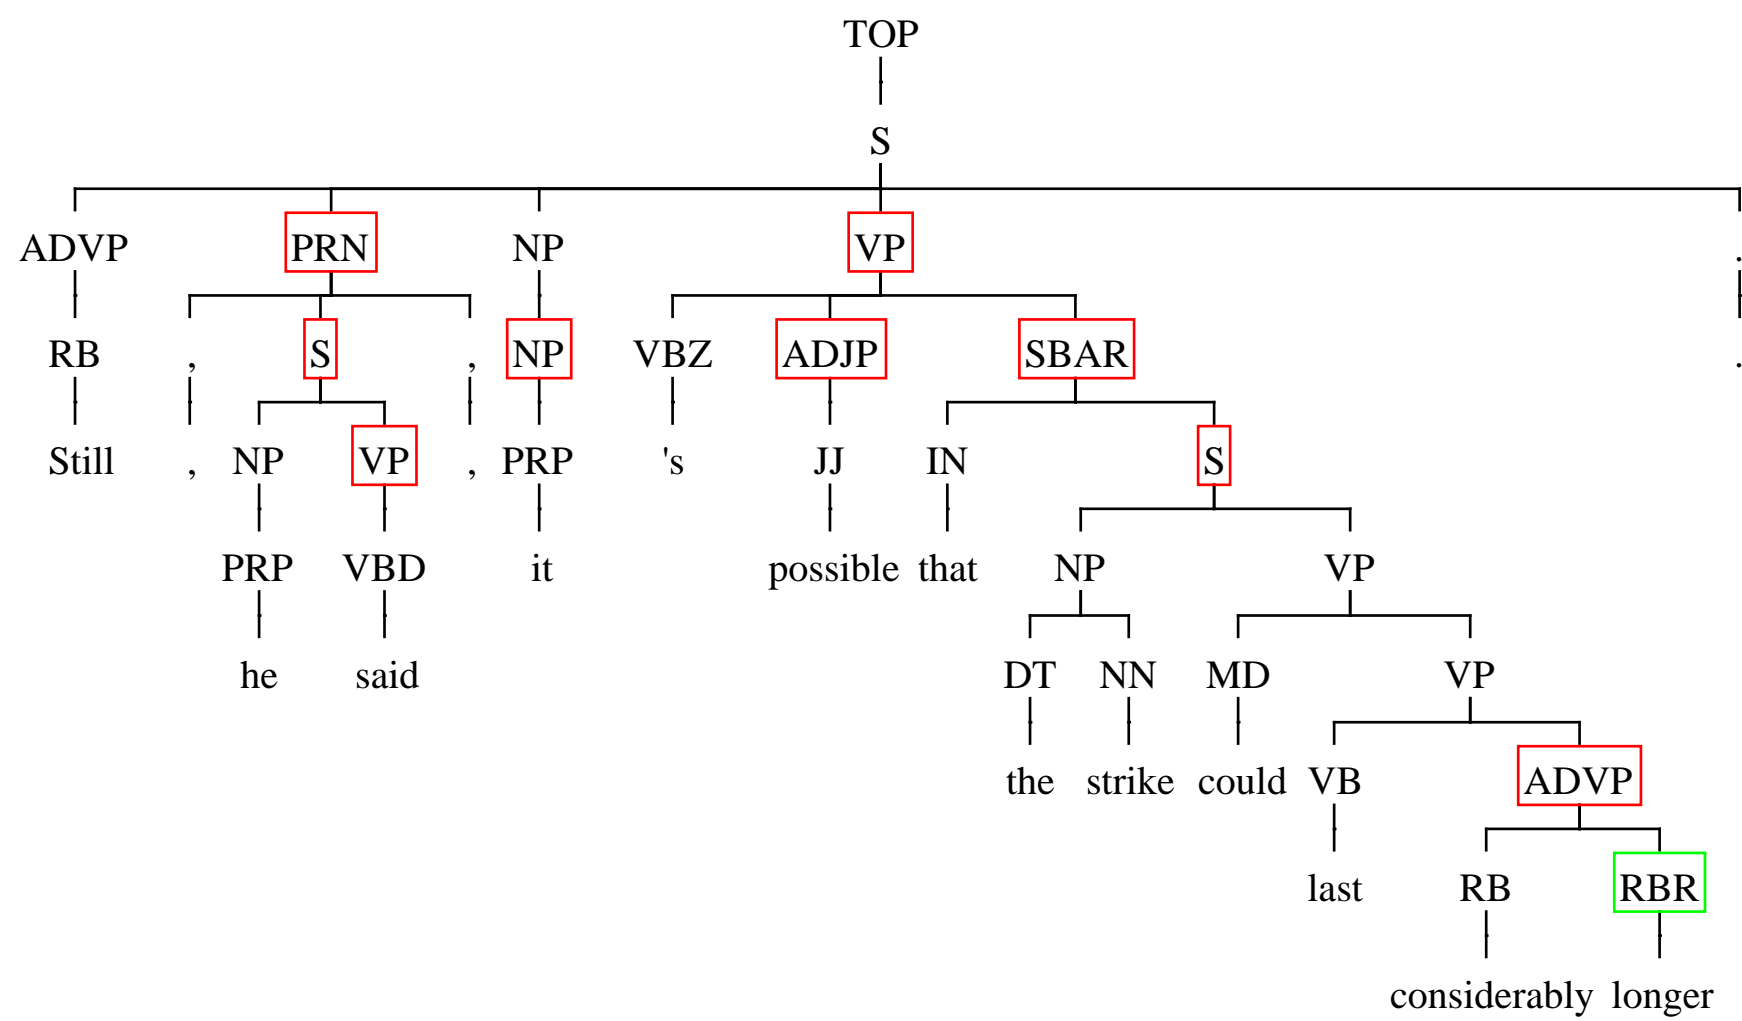 TOP
S
ADVP PRN NP VP .
RB , S , NP VBZ ADJP SBAR .
Still , NP VP , PRP 's JJ IN S
PRP VBD it possible that NP VP
he said DT NN MD VP
the strike could VB ADVP
last RB RBR
considerably longer